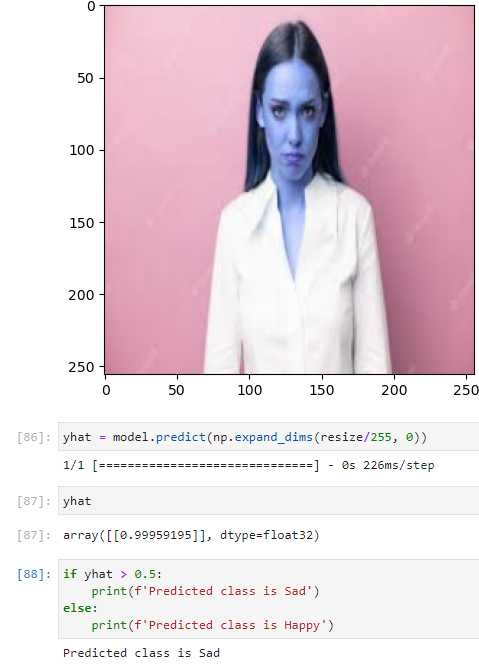 0
50
100
150
200
250
0 50 100 150 200 250
[86]: yhat = model.predict(np.expand_dims(resize/255, 0))
1/1 [==============================] - 0s 226ms/step
[87]: yhat
[87]: array([[0.99959195]], dtype=float32)
[88]: if yhat > 0.5:
    print(f'Predicted class is Sad')
else:
    print(f'Predicted class is Happy')
Predicted class is Sad